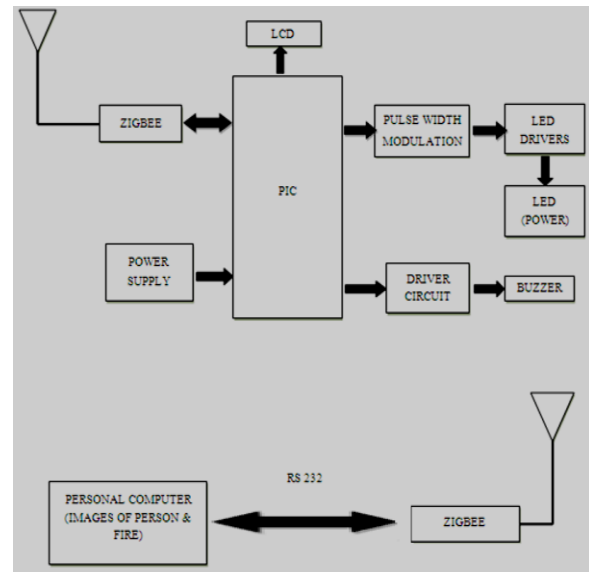 LCD
ZIGBEE
PULSE WIDTH
MODULATION
LED
DRIVERS
PIC
LED
(POWER)
POWER
SUPPLY
DRIVER
CIRCUIT
BUZZER
RS 232
PERSONAL COMPUTER
(IMAGES OF PERSON &
FIRE)
ZIGBEE